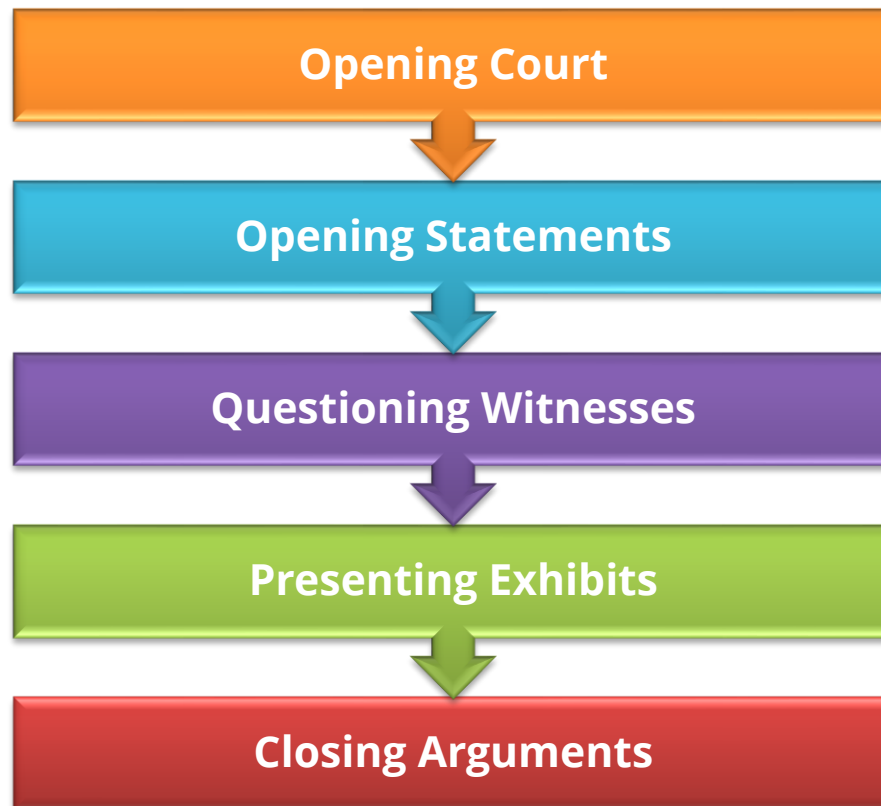 Opening Court
Opening Statements
Questioning Witnesses
Presenting Exhibits
Closing Arguments